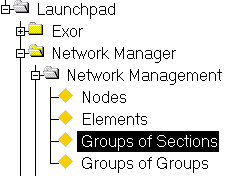 Launchpad
Exor
Network Manager
Network Management
Nodes
Elements
Groups of Sections
Groups of Groups